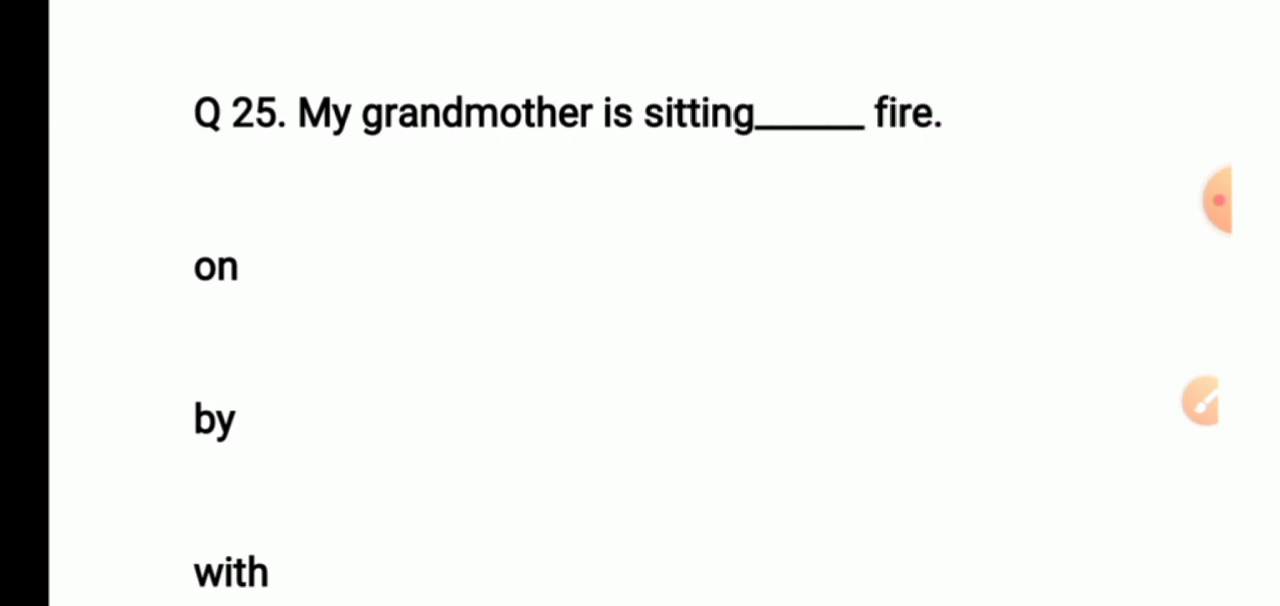 Q 25. My grandmother is sitting______ fire.
on
by
with